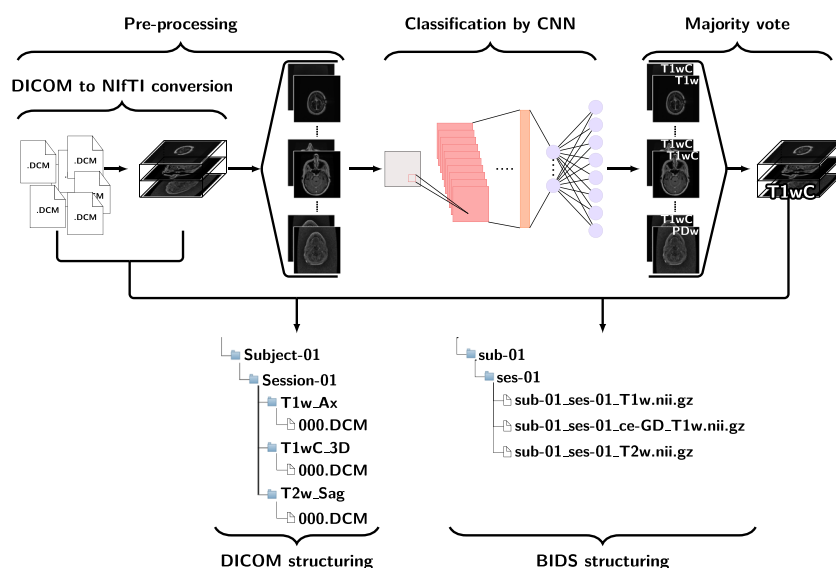 Pre-processing
Classification by CNN
Majority vote
DICOM to NIfTI conversion
.DCM
.DCM
.DCM
.DCM
.DCM
T1wC
T1w
T1wC
T1wC
T1wC
PDw
T1wC
Subject-01
Session-01
T1w_Ax
000.DCM
T1wC_3D
000.DCM
T2w_Sag
000.DCM
DICOM structuring
sub-01
ses-01
sub-01_ses-01_T1w.nii.gz
sub-01_ses-01_ce-GD_T1w.nii.gz
sub-01_ses-01_T2w.nii.gz
BIDS structuring